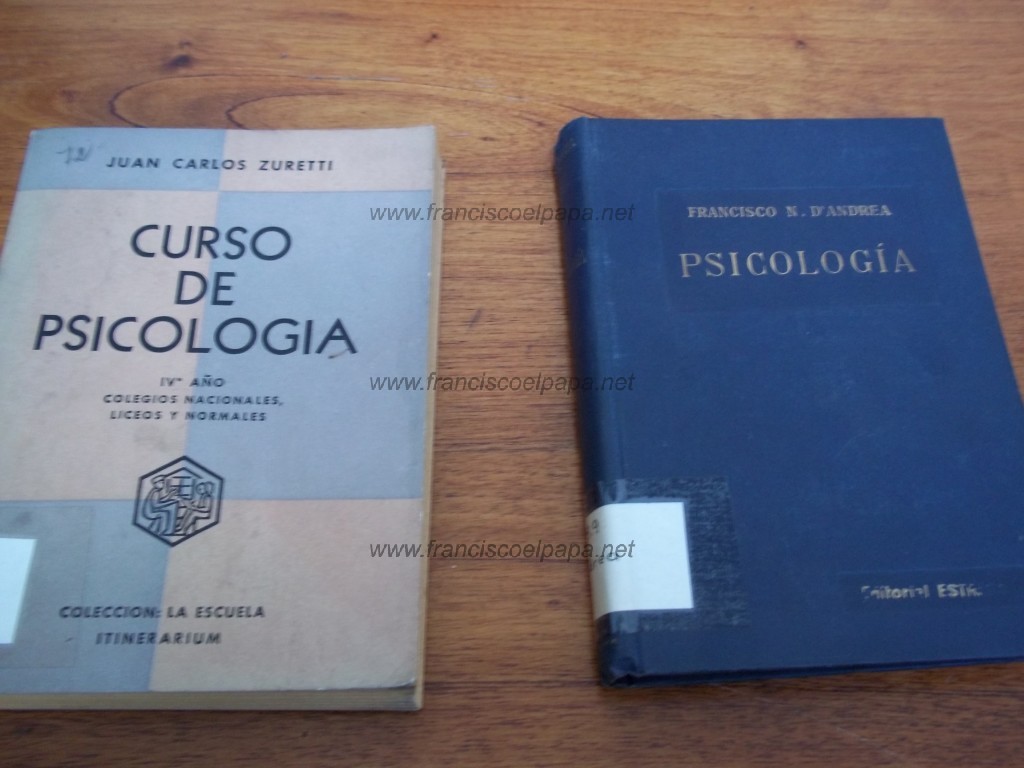 JUAN CARLOS ZURETTI
CURSO
DE
PSICOLOGIA
IVº AÑO
COLEGIOS NACIONALES,
LICEOS Y NORMALES
COLECCION: LA ESCUELA
ITINERARIUM
FRANCISCO N. D'ANDREA
PSICOLOGÍA
Editorial
www.franciscoelpapa.net
www.franciscoelpapa.net
www.franciscoelpapa.net